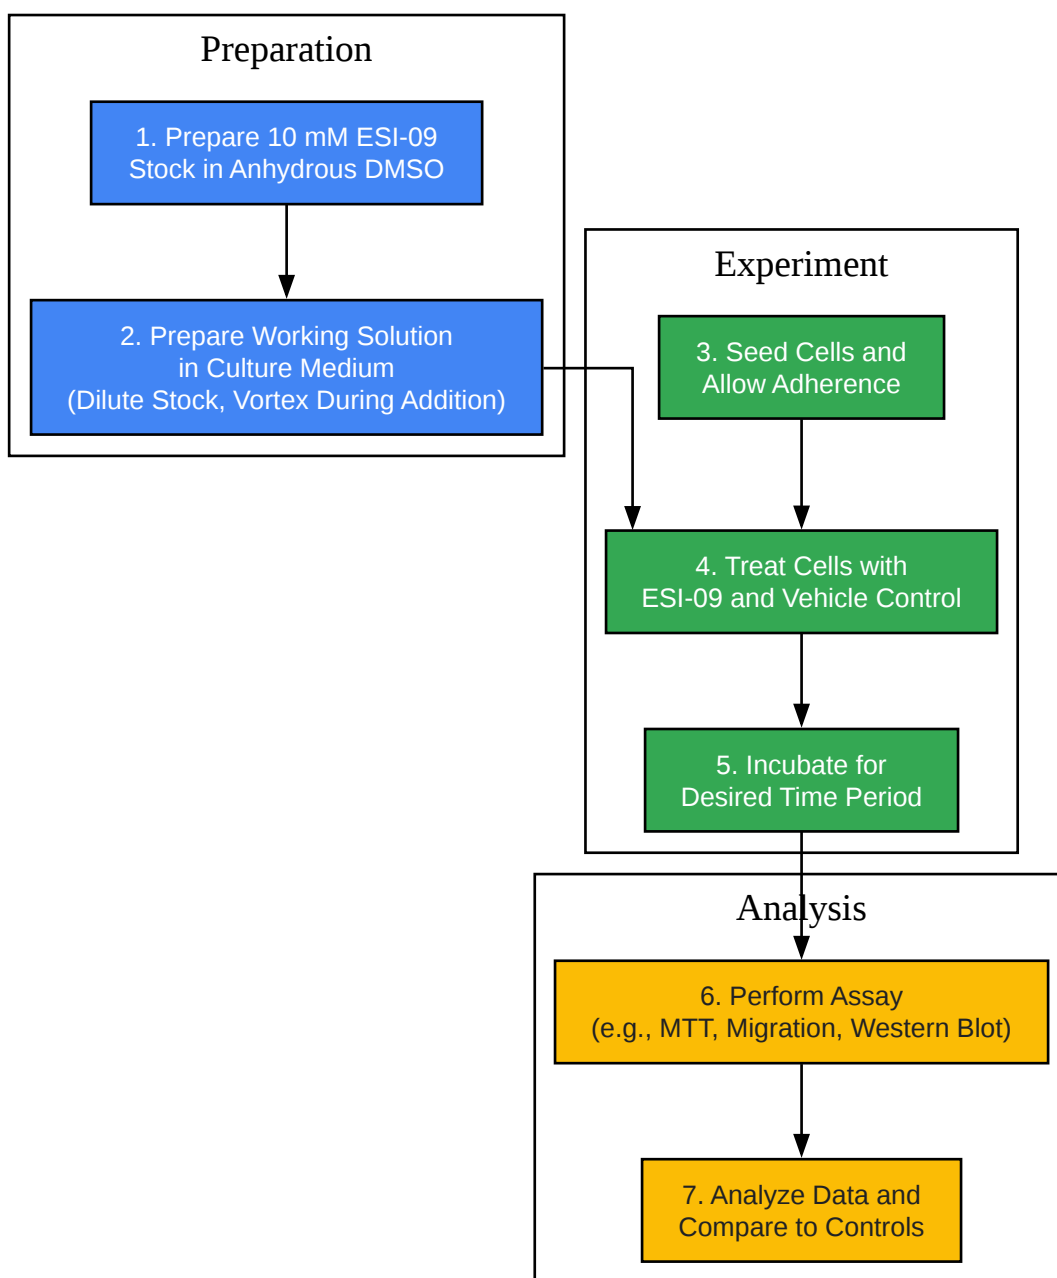 Preparation
1. Prepare 10 mM ESI-09
Stock in Anhydrous DMSO
2. Prepare Working Solution
in Culture Medium
(Dilute Stock, Vortex During Addition)
Experiment
3. Seed Cells and
Allow Adherence
4. Treat Cells with
ESI-09 and Vehicle Control
5. Incubate for
Desired Time Period
Analysis
6. Perform Assay
(e.g., MTT, Migration, Western Blot)
7. Analyze Data and
Compare to Controls